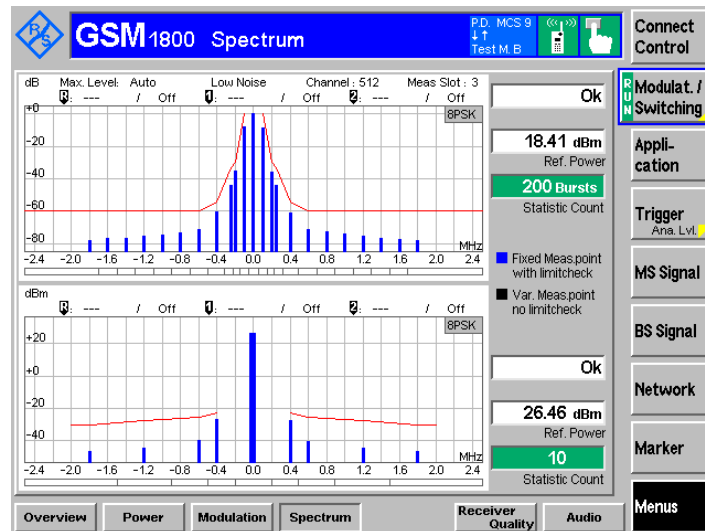 R/S
GSM 1800 Spectrum
P.D. MCS 9
↓↑
Test M. B
Connect
Control
dB Max. Level: Auto Low Noise Channel : 512 Meas Slot : 3
R: --- / Off 1: --- / Off 2: --- / Off
8PSK
+0
-20
-40
-60
-80
MHz
-2.4 -2.0 -1.6 -1.2 -0.8 -0.4 0.0 0.4 0.8 1.2 1.6 2.0 2.4
Ok
18.41 dBm
Ref. Power
200 Bursts
Statistic Count
Fixed Meas.point
with limitcheck
Var. Meas.point
no limitcheck
dBm
R: --- / Off 1: --- / Off 2: --- / Off
8PSK
+20
+0
-20
-40
MHz
-2.4 -2.0 -1.6 -1.2 -0.8 -0.4 0.0 0.4 0.8 1.2 1.6 2.0 2.4
Ok
26.46 dBm
Ref. Power
10
Statistic Count
RUN
Modulat. /
Switching
Appli-
cation
Trigger
Ana. Lvl.
MS Signal
BS Signal
Network
Marker
Menus
Overview Power Modulation Spectrum Receiver Quality Audio